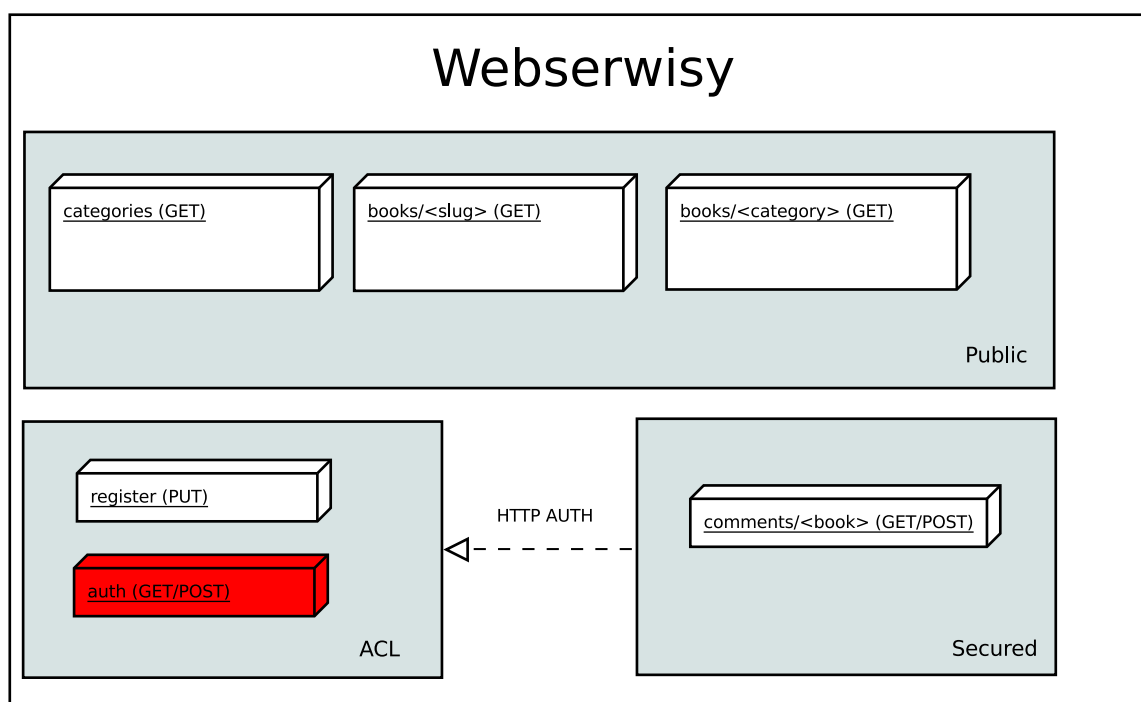 Webserwisy
categories (GET)
books/<slug> (GET)
books/<category> (GET)
Public
register (PUT)
auth (GET/POST)
ACL
HTTP AUTH
comments/<book> (GET/POST)
Secured